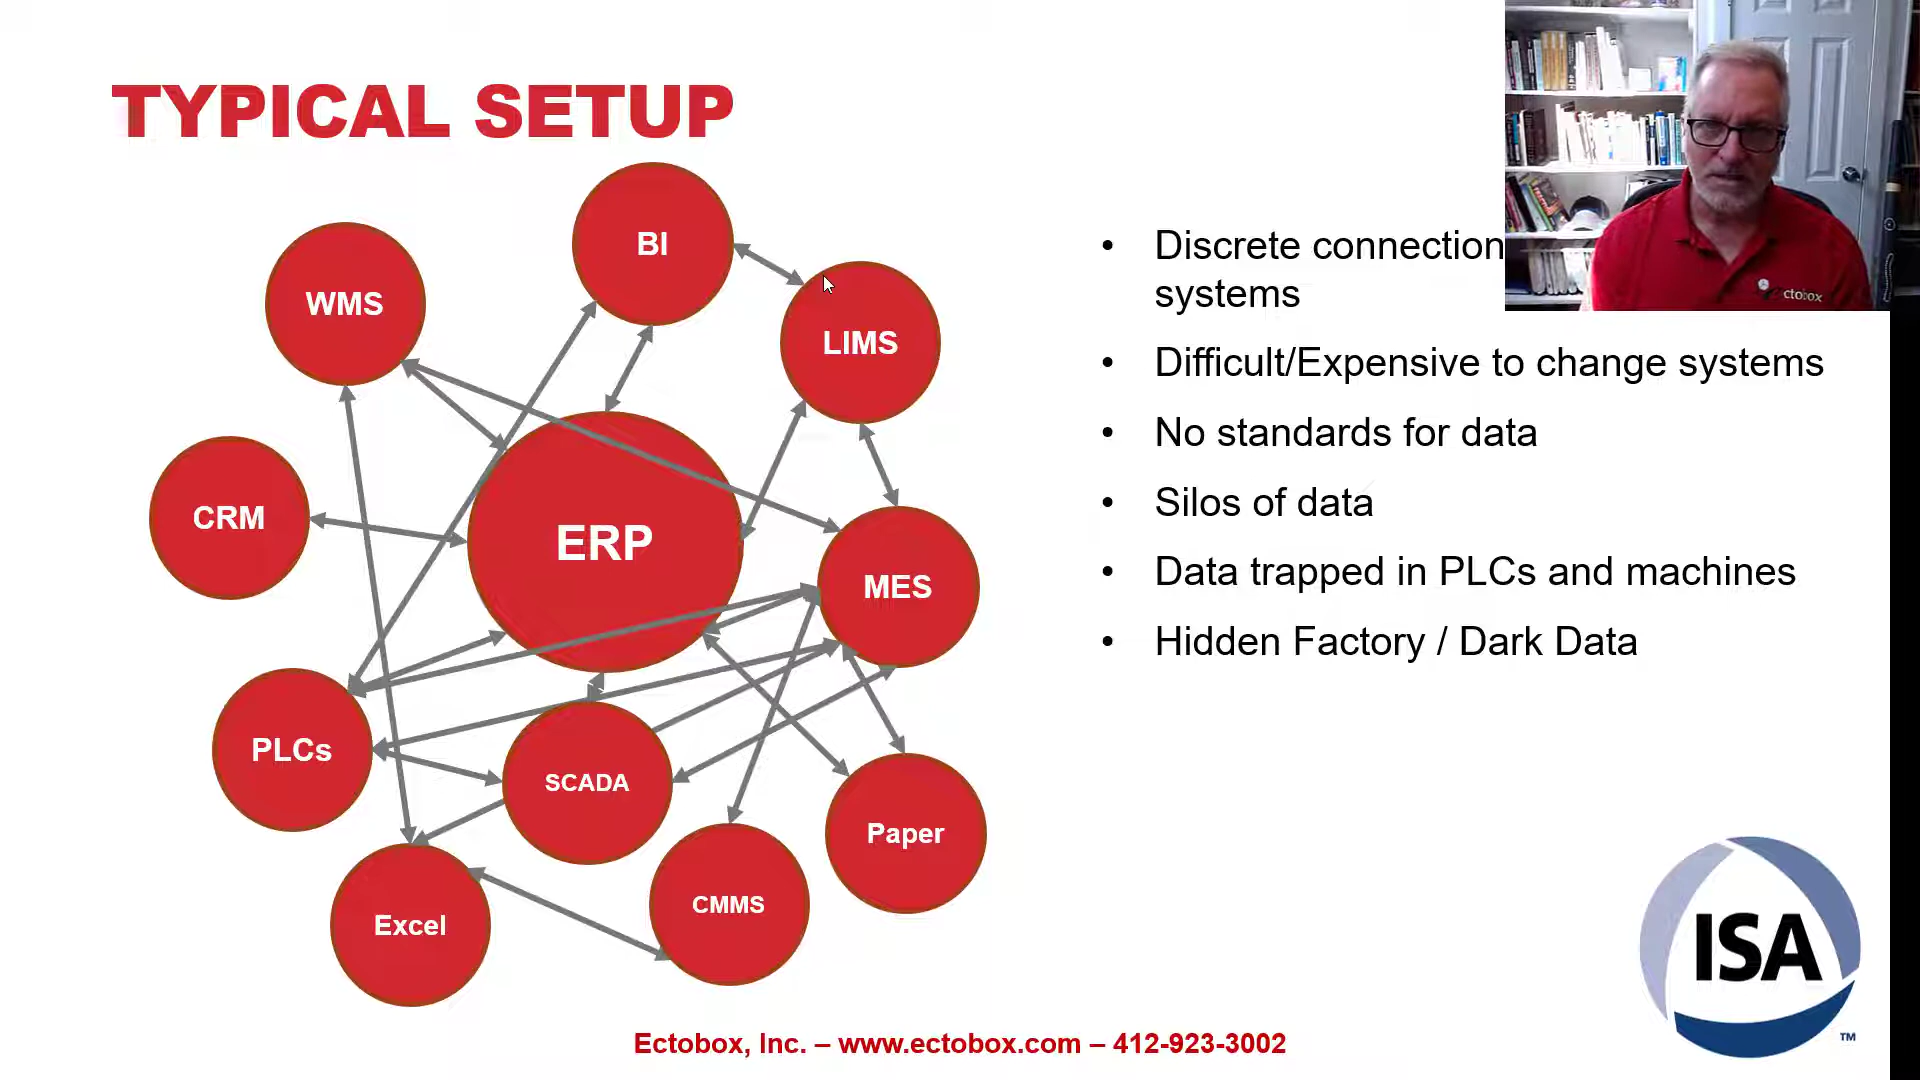 TYPICAL SETUP
BI
WMS
LIMS
CRM
ERP
MES
PLCs
SCADA
Paper
CMMS
Excel
• Discrete connection
systems
• Difficult/Expensive to change systems
• No standards for data
• Silos of data
• Data trapped in PLCs and machines
• Hidden Factory / Dark Data
ctobox
ISA
TM
Ectobox, Inc. – www.ectobox.com – 412-923-3002